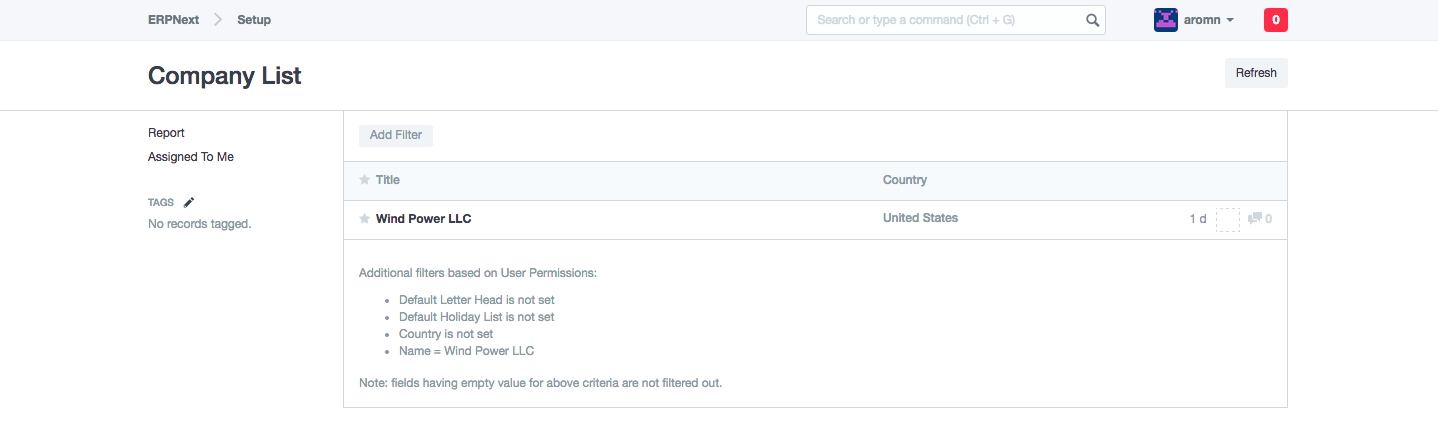 ERPNext Setup Search or type a command (Ctrl + G) aromn 0
Company List Refresh
Report
Assigned To Me
TAGS
No records tagged.
Add Filter
Title Country
Wind Power LLC United States 1 d 0
Additional filters based on User Permissions:
• Default Letter Head is not set
• Default Holiday List is not set
• Country is not set
• Name = Wind Power LLC
Note: fields having empty value for above criteria are not filtered out.